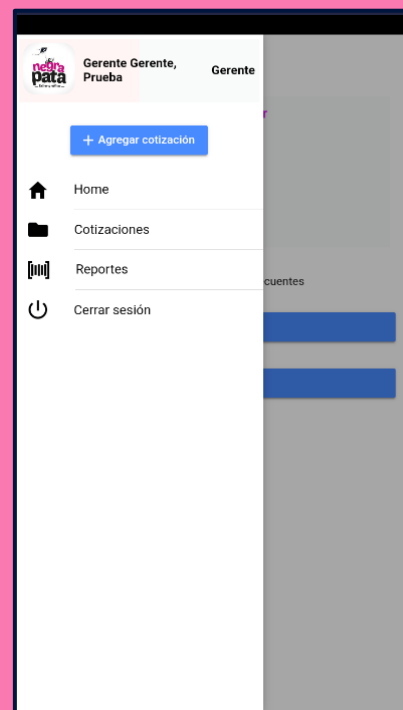 negra
pata
Gerente Gerente,
Prueba
Gerente
+ Agregar cotización
Home
Cotizaciones
Reportes
cuentes
Cerrar sesión